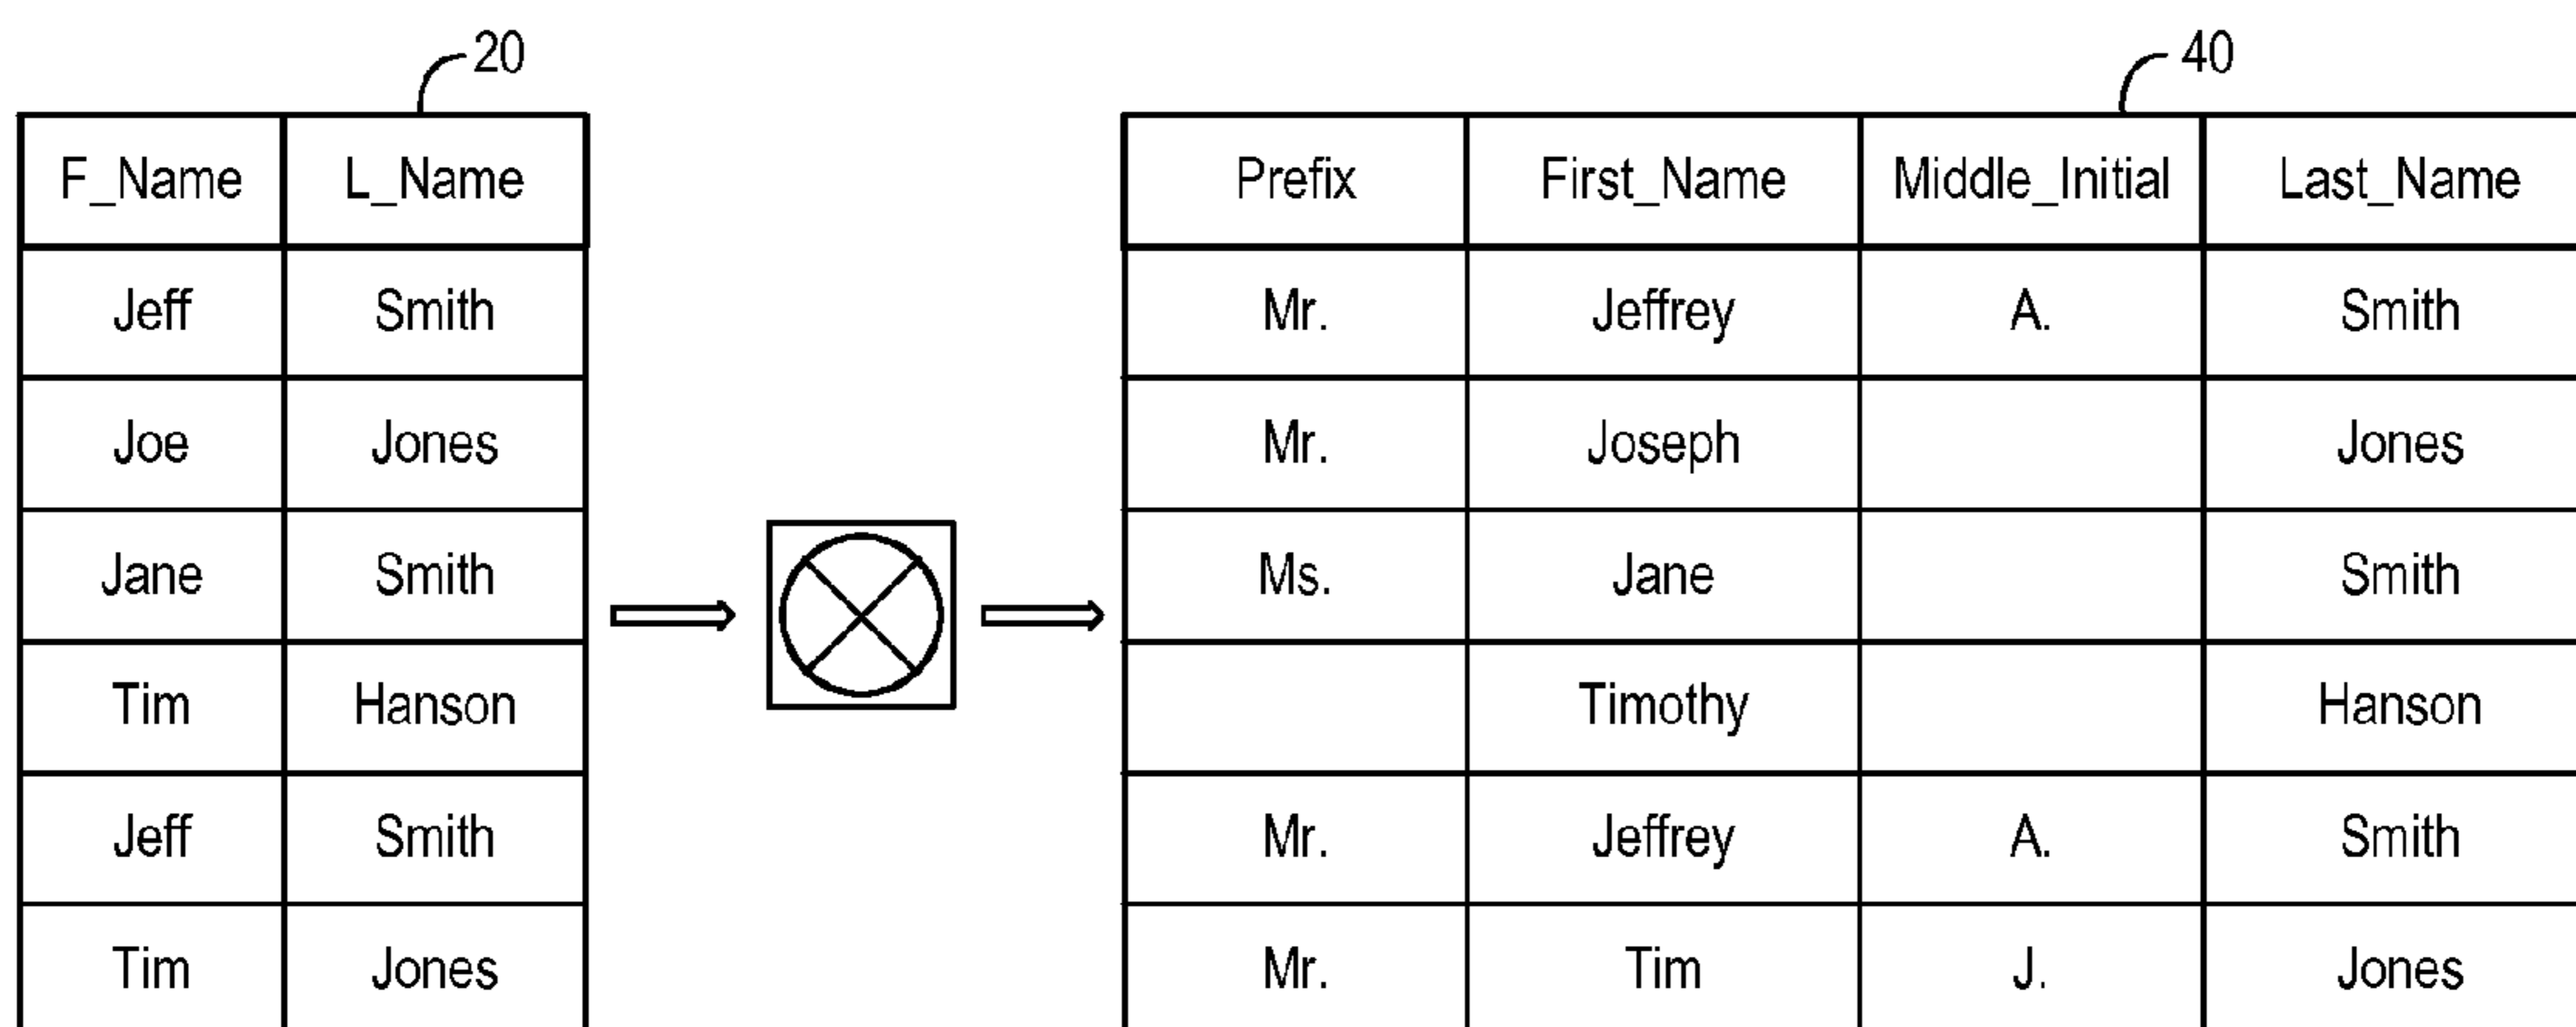 20 40
F_Name L_Name Prefix First_Name Middle_Initial Last_Name
Jeff Smith Mr. Jeffrey A. Smith
Joe Jones Mr. Joseph Jones
Jane Smith Ms. Jane Smith
Tim Hanson Timothy Hanson
Jeff Smith Mr. Jeffrey A. Smith
Tim Jones Mr. Tim J. Jones